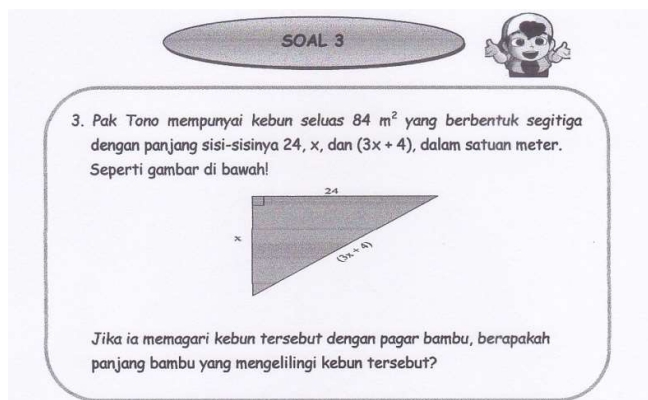 SOAL 3
3. Pak Tono mempunyai kebun seluas 84 m² yang berbentuk segitiga
dengan panjang sisi-sisinya 24, x, dan (3x + 4), dalam satuan meter.
Seperti gambar di bawah!
24
x
(3x + 4)
Jika ia memagari kebun tersebut dengan pagar bambu, berapakah
panjang bambu yang mengelilingi kebun tersebut?